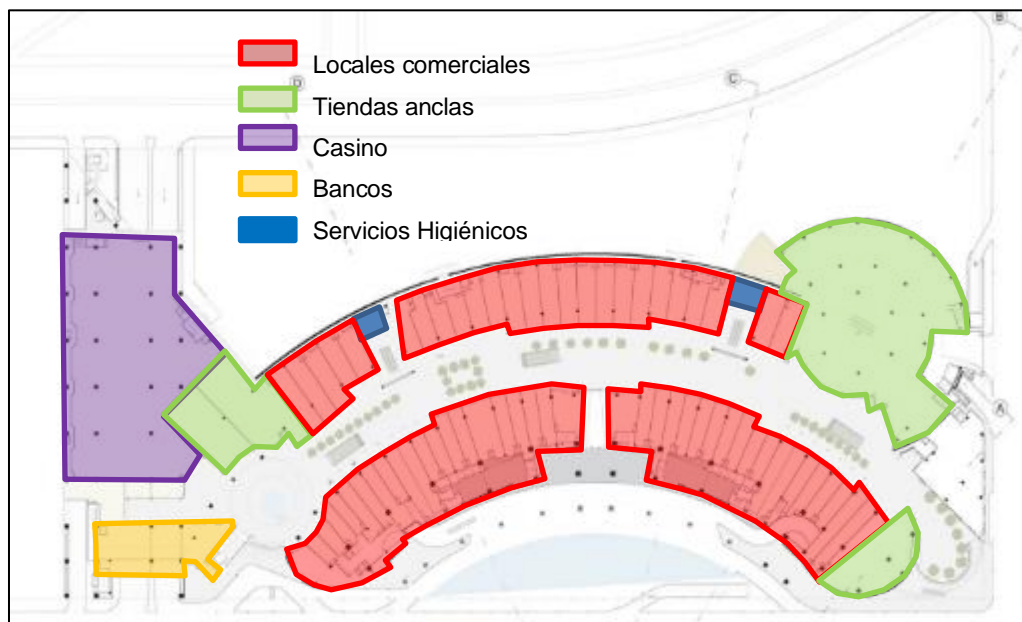 Locales comerciales
Tiendas anclas
Casino
Bancos
Servicios Higiénicos
D
C
B
A